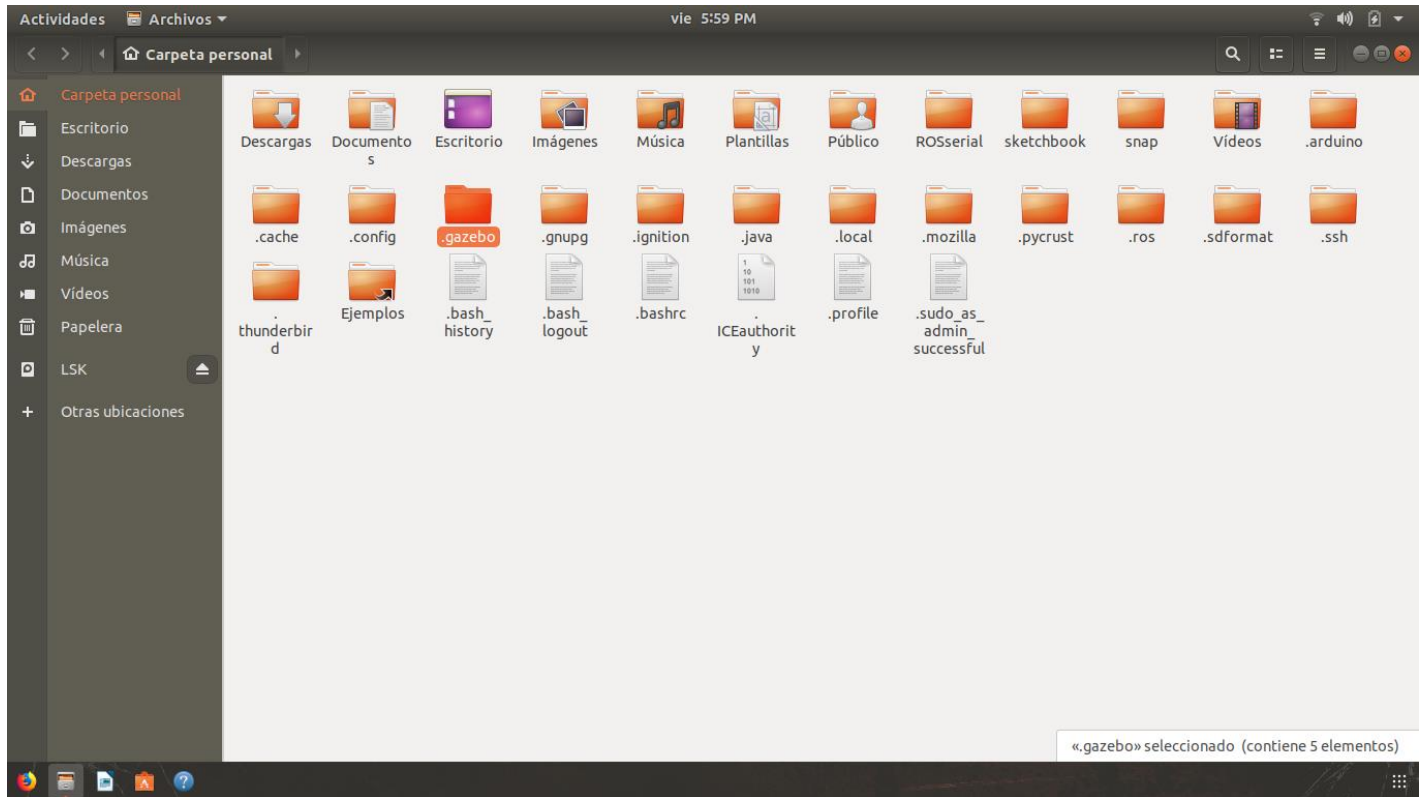 Actividades Archivos vie 5:59 PM
Carpeta personal
Carpeta personal
Escritorio
Descargas
Documentos
Imágenes
Música
Vídeos
Papelera
LSK
Otras ubicaciones
Descargas Documento Escritorio Imágenes Música Plantillas Público ROSserial sketchbook snap Vídeos .arduino
s
.cache .config .gazebo .gnupg .ignition .java .local .mozilla .pycrust .ros .sdformat .ssh
. Ejemplos .bash_ .bash_ .bashrc . .profile .sudo_as_
thunderbir history logout ICEauthorit admin_
d y successful
«.gazebo» seleccionado (contiene 5 elementos)